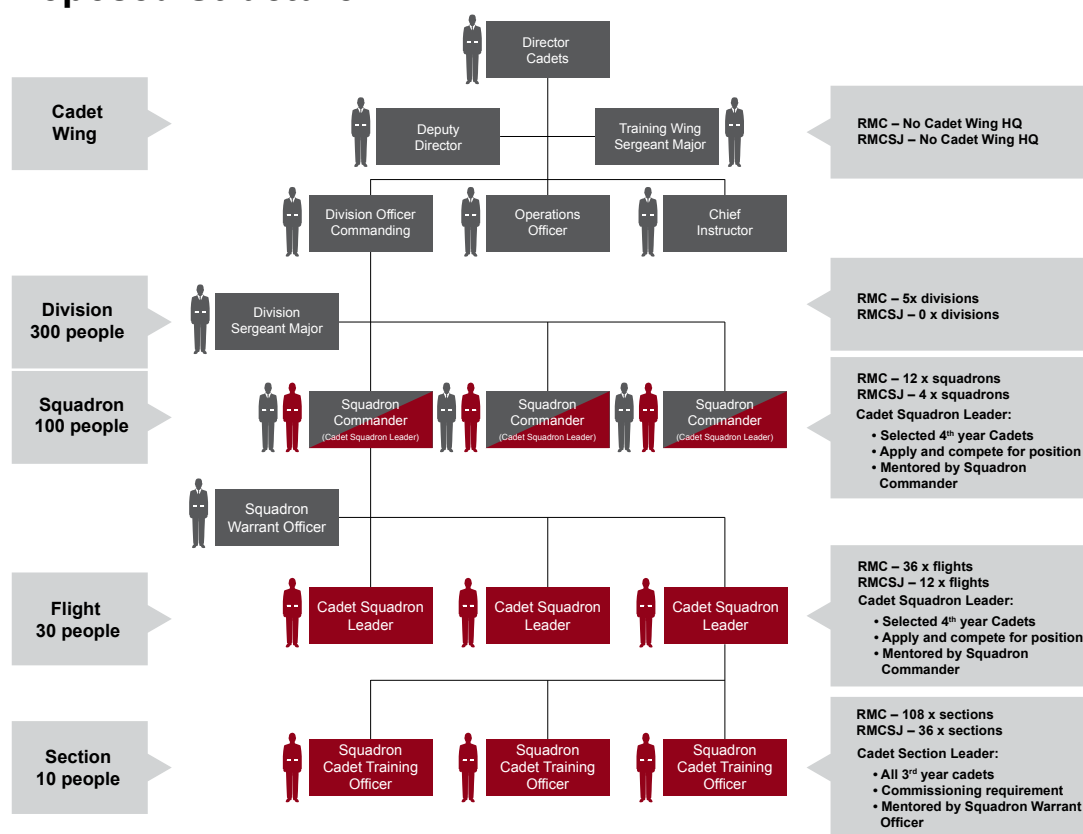 Director
Cadets
Cadet
Wing
Deputy
Director
Training Wing
Sergeant Major
RMC – No Cadet Wing HQ
RMCSJ – No Cadet Wing HQ
Division Officer
Commanding
Operations
Officer
Chief
Instructor
Division
300 people
Division
Sergeant Major
RMC – 5x divisions
RMCSJ – 0 x divisions
Squadron
100 people
Squadron
Commander
(Cadet Squadron Leader)
Squadron
Commander
(Cadet Squadron Leader)
Squadron
Commander
(Cadet Squadron Leader)
RMC – 12 x squadrons
RMCSJ – 4 x squadrons
Cadet Squadron Leader:
• Selected 4th year Cadets
• Apply and compete for position
• Mentored by Squadron
Commander
Squadron
Warrant Officer
Flight
30 people
Cadet Squadron
Leader
Cadet Squadron
Leader
Cadet Squadron
Leader
RMC – 36 x flights
RMCSJ – 12 x flights
Cadet Squadron Leader:
• Selected 4th year Cadets
• Apply and compete for position
• Mentored by Squadron
Commander
Section
10 people
Squadron
Cadet Training
Officer
Squadron
Cadet Training
Officer
Squadron
Cadet Training
Officer
RMC – 108 x sections
RMCSJ – 36 x sections
Cadet Section Leader:
• All 3rd year cadets
• Commissioning requirement
• Mentored by Squadron Warrant
Officer